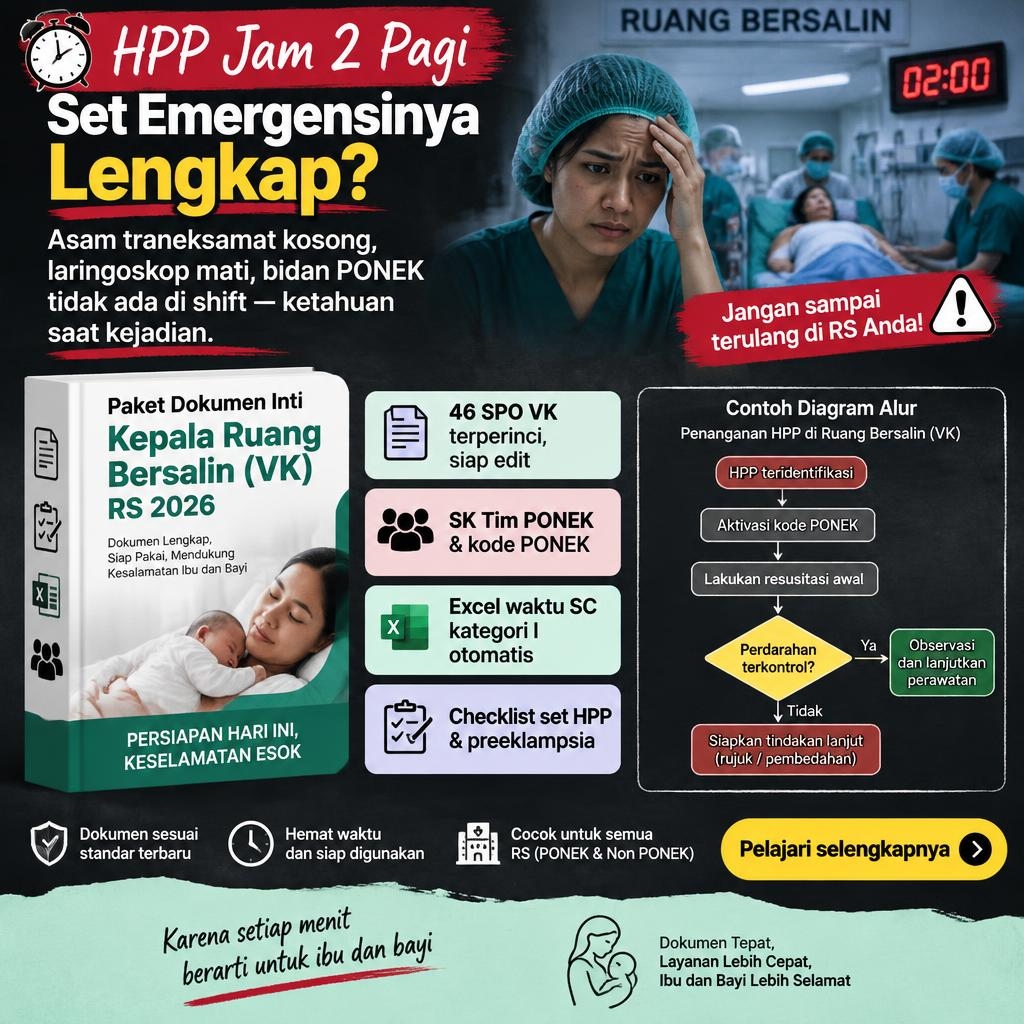 RUANG BERSALIN
02:00
HPP Jam 2 Pagi
Set Emergensinya
Lengkap?
Asam traneksamat kosong,
laringoskop mati, bidan PONEK
tidak ada di shift — ketahuan
saat kejadian.
Jangan sampai
terulang di RS Anda!
Paket Dokumen Inti
Kepala Ruang
Bersalin (VK)
RS 2026
Dokumen Lengkap,
Siap Pakai, Mendukung
Kesalamatan Ibu dan Bayi
X
PERSIAPAN HARI INI,
KESELAMATAN ESOK
46 SPO VK
terperinci,
siap edit
SK Tim PONEK
& kode PONEK
X
Excel waktu SC
kategori I
otomatis
Checklist set HPP
& preeklampsia
Contoh Diagram Alur
Penanganan HPP di Ruang Bersalin (VK)
HPP teridentifikasi
Aktivasi kode PONEK
Lakukan resusitasi awal
Perdarahan
terkontrol?
Ya
Observasi
dan lanjutkan
perawatan
Tidak
Siapkan tindakan lanjut
(rujuk / pembedahan)
Dokumen sesuai
standar terbaru
Hemat waktu
dan siap digunakan
Cocok untuk semua
RS (PONEK & Non PONEK)
Pelajari selengkapnya
Karena setiap menit
berarti untuk ibu dan bayi
Dokumen Tepat,
Layanan Lebih Cepat,
Ibu dan Bayi Lebih Selamat